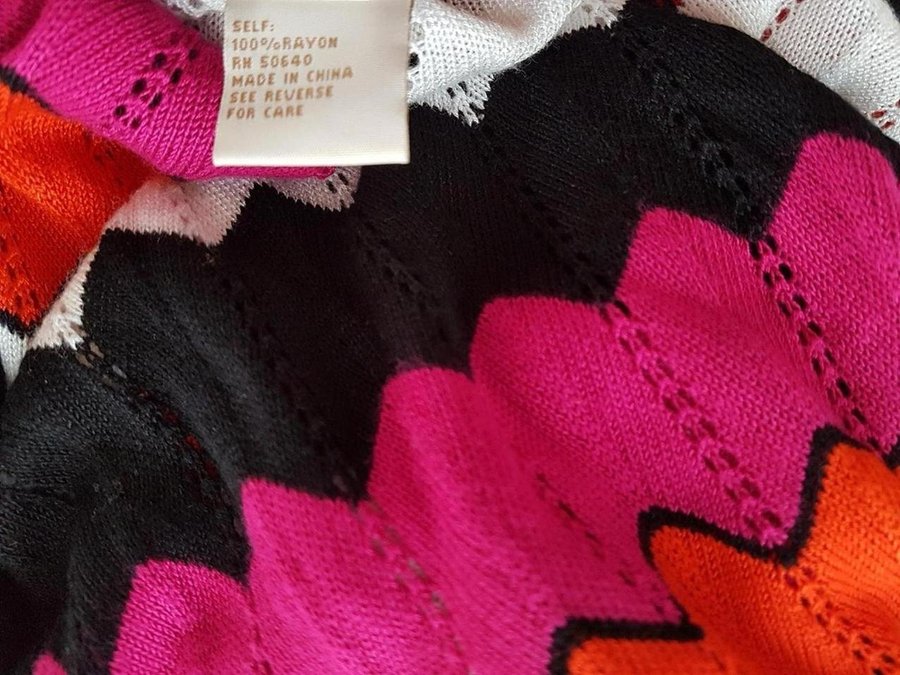 SELF:
100%RAYON
RN 50640
MADE IN CHINA
SEE REVERSE
FOR CARE